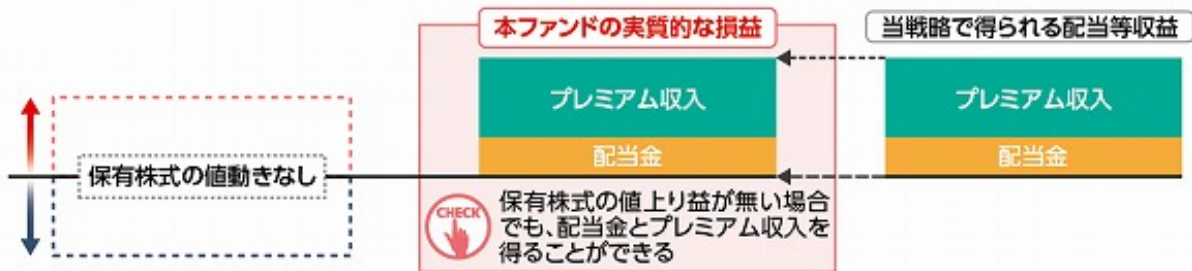 本ファンドの実質的な損益
当戦略で得られる配当等収益
プレミアム収入
プレミアム収入
配当金
配当金
保有株式の値動きなし
CHECK
保有株式の値上り益が無い場合
でも、配当金とプレミアム収入を
得ることができる